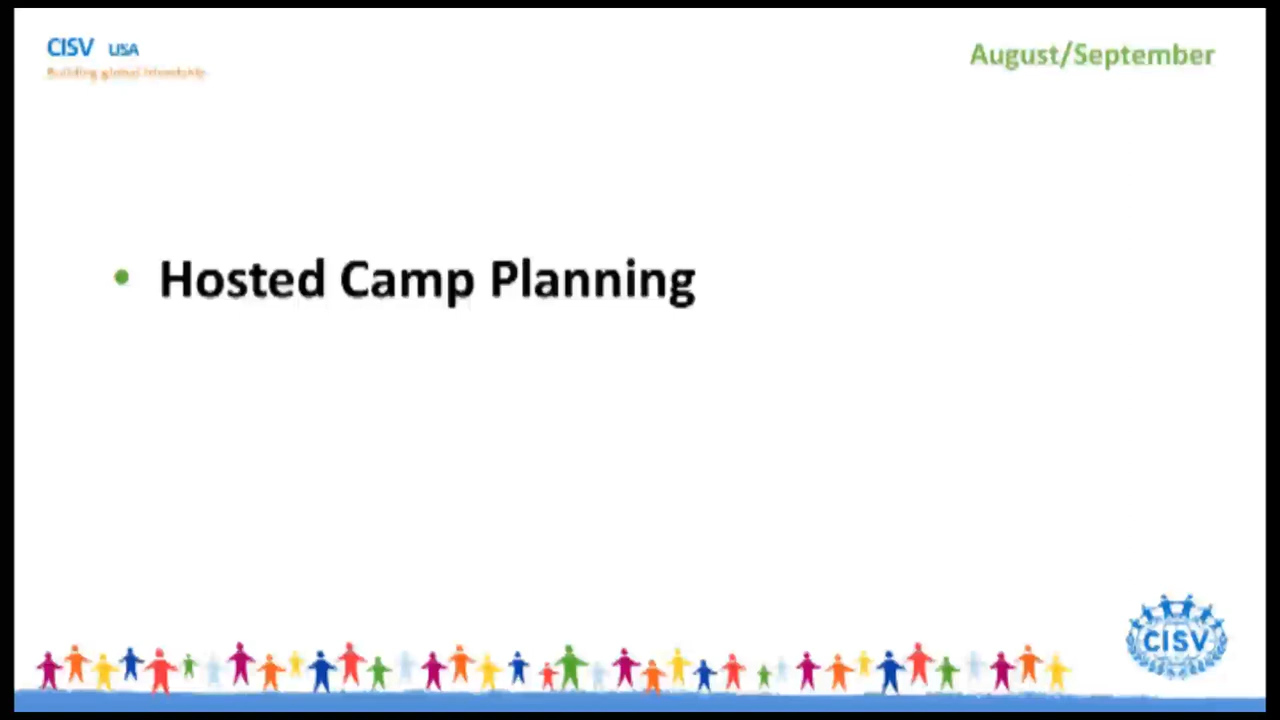 CISV USA
Building global friendship
August/September
• Hosted Camp Planning
CISV